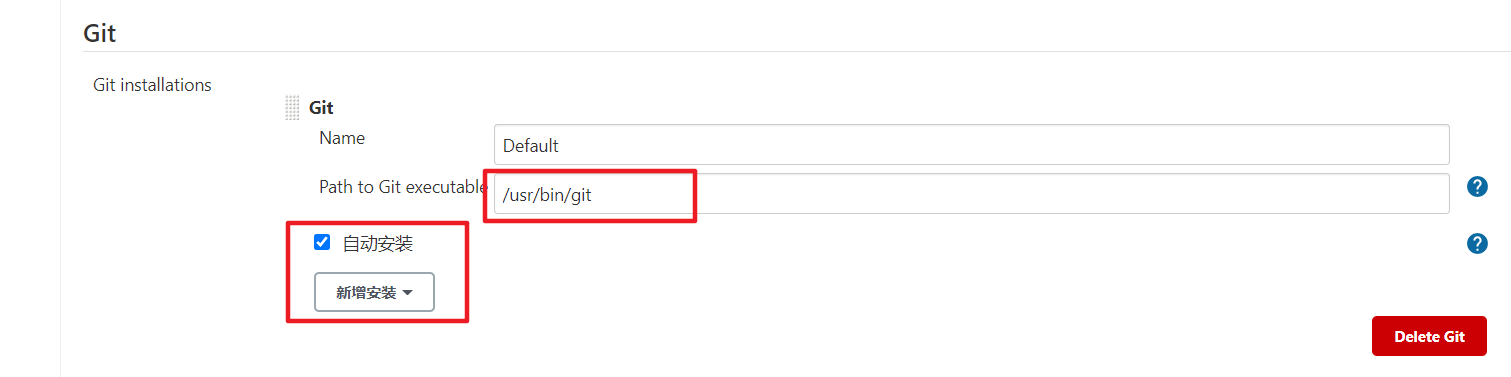 Git
Git installations
Git
Name
Default
Path to Git executable
/usr/bin/git
?
自动安装
?
新增安装
Delete Git